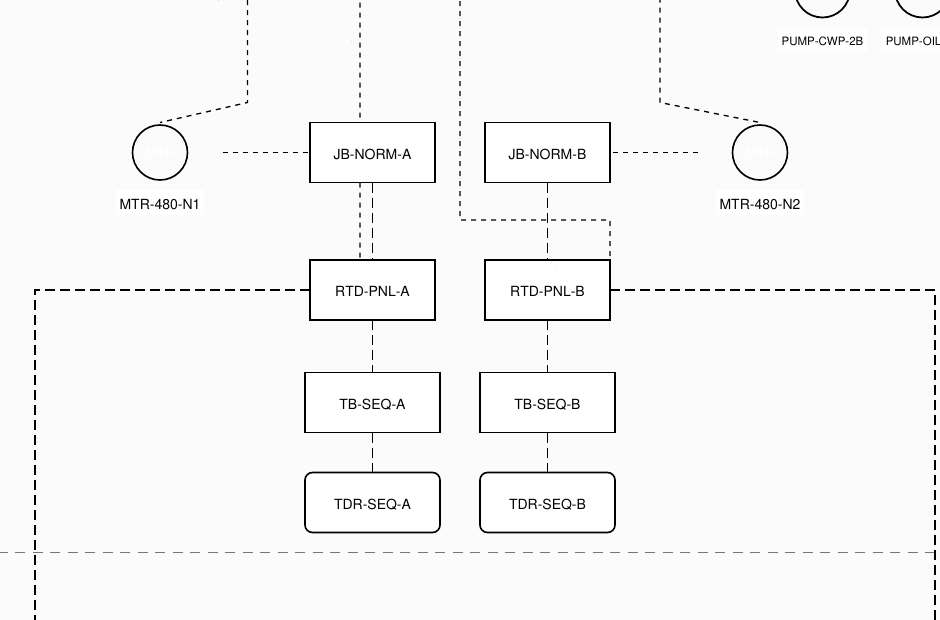 PUMP-CWP-2B
PUMP-OIL
JB-NORM-A
JB-NORM-B
MTR-480-N1
MTR-480-N2
RTD-PNL-A
RTD-PNL-B
TB-SEQ-A
TB-SEQ-B
TDR-SEQ-A
TDR-SEQ-B